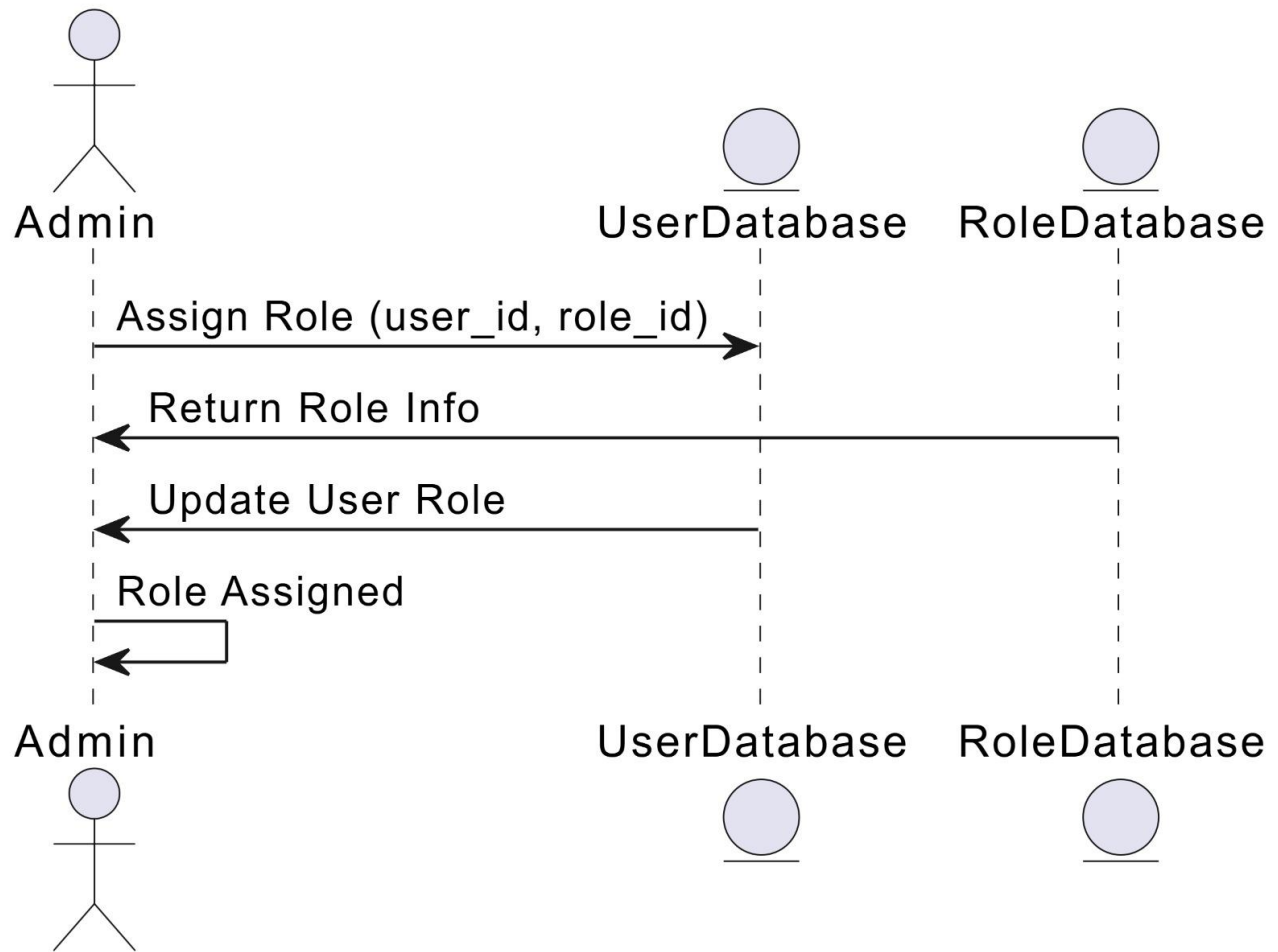 Admin UserDatabase RoleDatabase
Assign Role (user_id, role_id)
Return Role Info
Update User Role
Role Assigned
Admin UserDatabase RoleDatabase